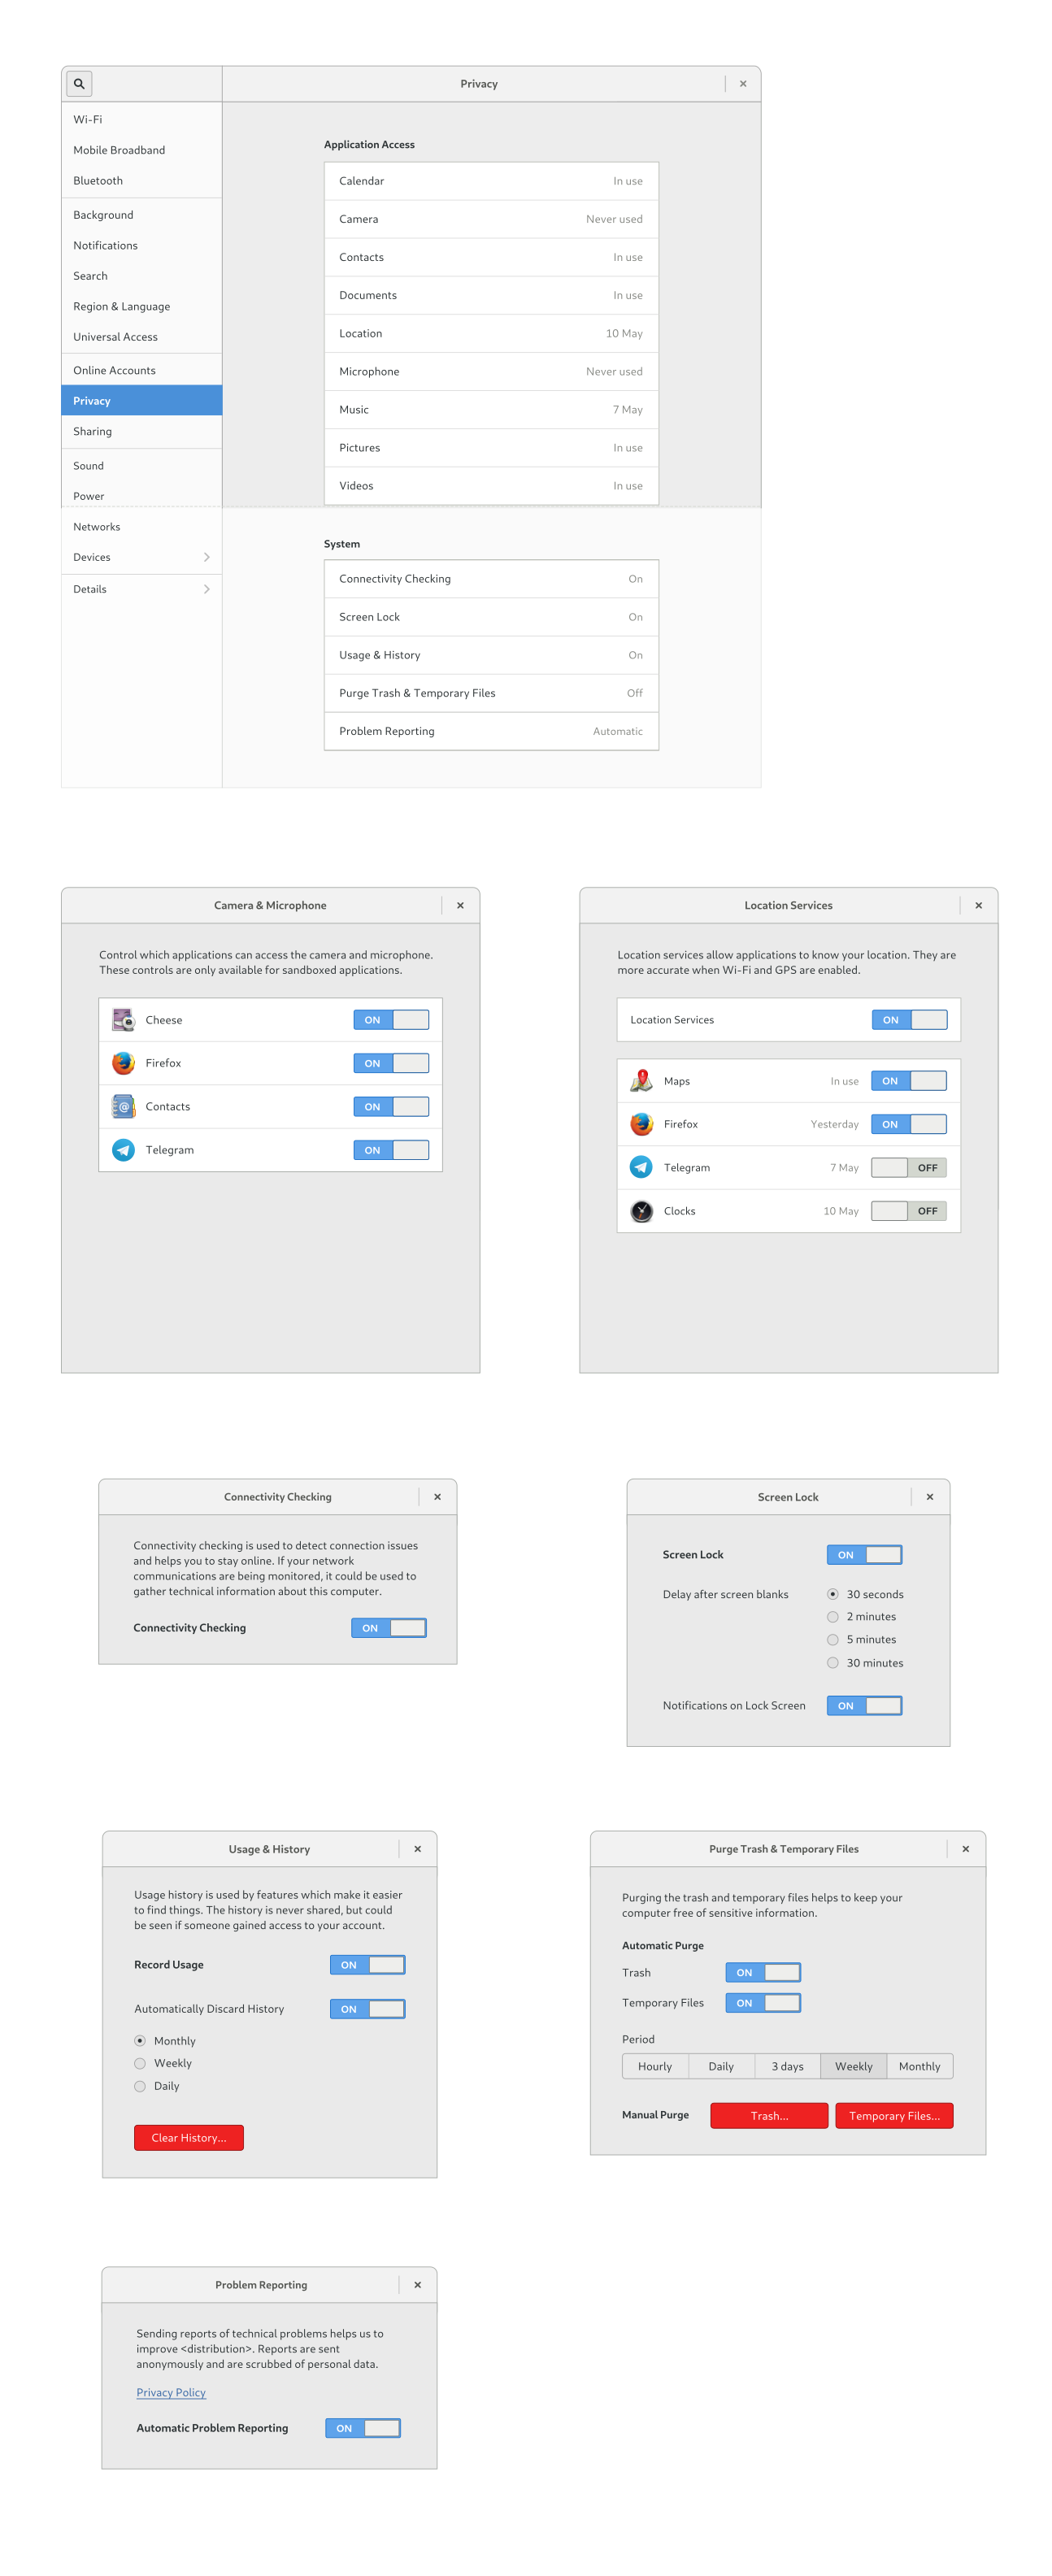 Privacy
Wi-Fi
Mobile Broadband
Bluetooth
Background
Notifications
Search
Region & Language
Universal Access
Online Accounts
Privacy
Sharing
Sound
Power
Networks
Devices
Details
Application Access
Calendar In use
Camera Never used
Contacts In use
Documents In use
Location 10 May
Microphone Never used
Music 7 May
Pictures In use
Videos In use
System
Connectivity Checking On
Screen Lock On
Usage & History On
Purge Trash & Temporary Files Off
Problem Reporting Automatic
Camera & Microphone
Control which applications can access the camera and microphone.
These controls are only available for sandboxed applications.
Cheese ON
Firefox ON
Contacts ON
Telegram ON
Location Services
Location services allow applications to know your location. They are
more accurate when Wi-Fi and GPS are enabled.
Location Services ON
Maps In use ON
Firefox Yesterday ON
Telegram 7 May OFF
Clocks 10 May OFF
Connectivity Checking
Connectivity checking is used to detect connection issues
and helps you to stay online. If your network
communications are being monitored, it could be used to
gather technical information about this computer.
Connectivity Checking ON
Screen Lock
Screen Lock ON
Delay after screen blanks 30 seconds
2 minutes
5 minutes
30 minutes
Notifications on Lock Screen ON
Usage & History
Usage history is used by features which make it easier
to find things. The history is never shared, but could
be seen if someone gained access to your account.
Record Usage ON
Automatically Discard History ON
Monthly
Weekly
Daily
Clear History...
Purge Trash & Temporary Files
Purging the trash and temporary files helps to keep your
computer free of sensitive information.
Automatic Purge
Trash ON
Temporary Files ON
Period
Hourly Daily 3 days Weekly Monthly
Manual Purge Trash... Temporary Files...
Problem Reporting
Sending reports of technical problems helps us to
improve <distribution>. Reports are sent
anonymously and are scrubbed of personal data.
Privacy Policy
Automatic Problem Reporting ON